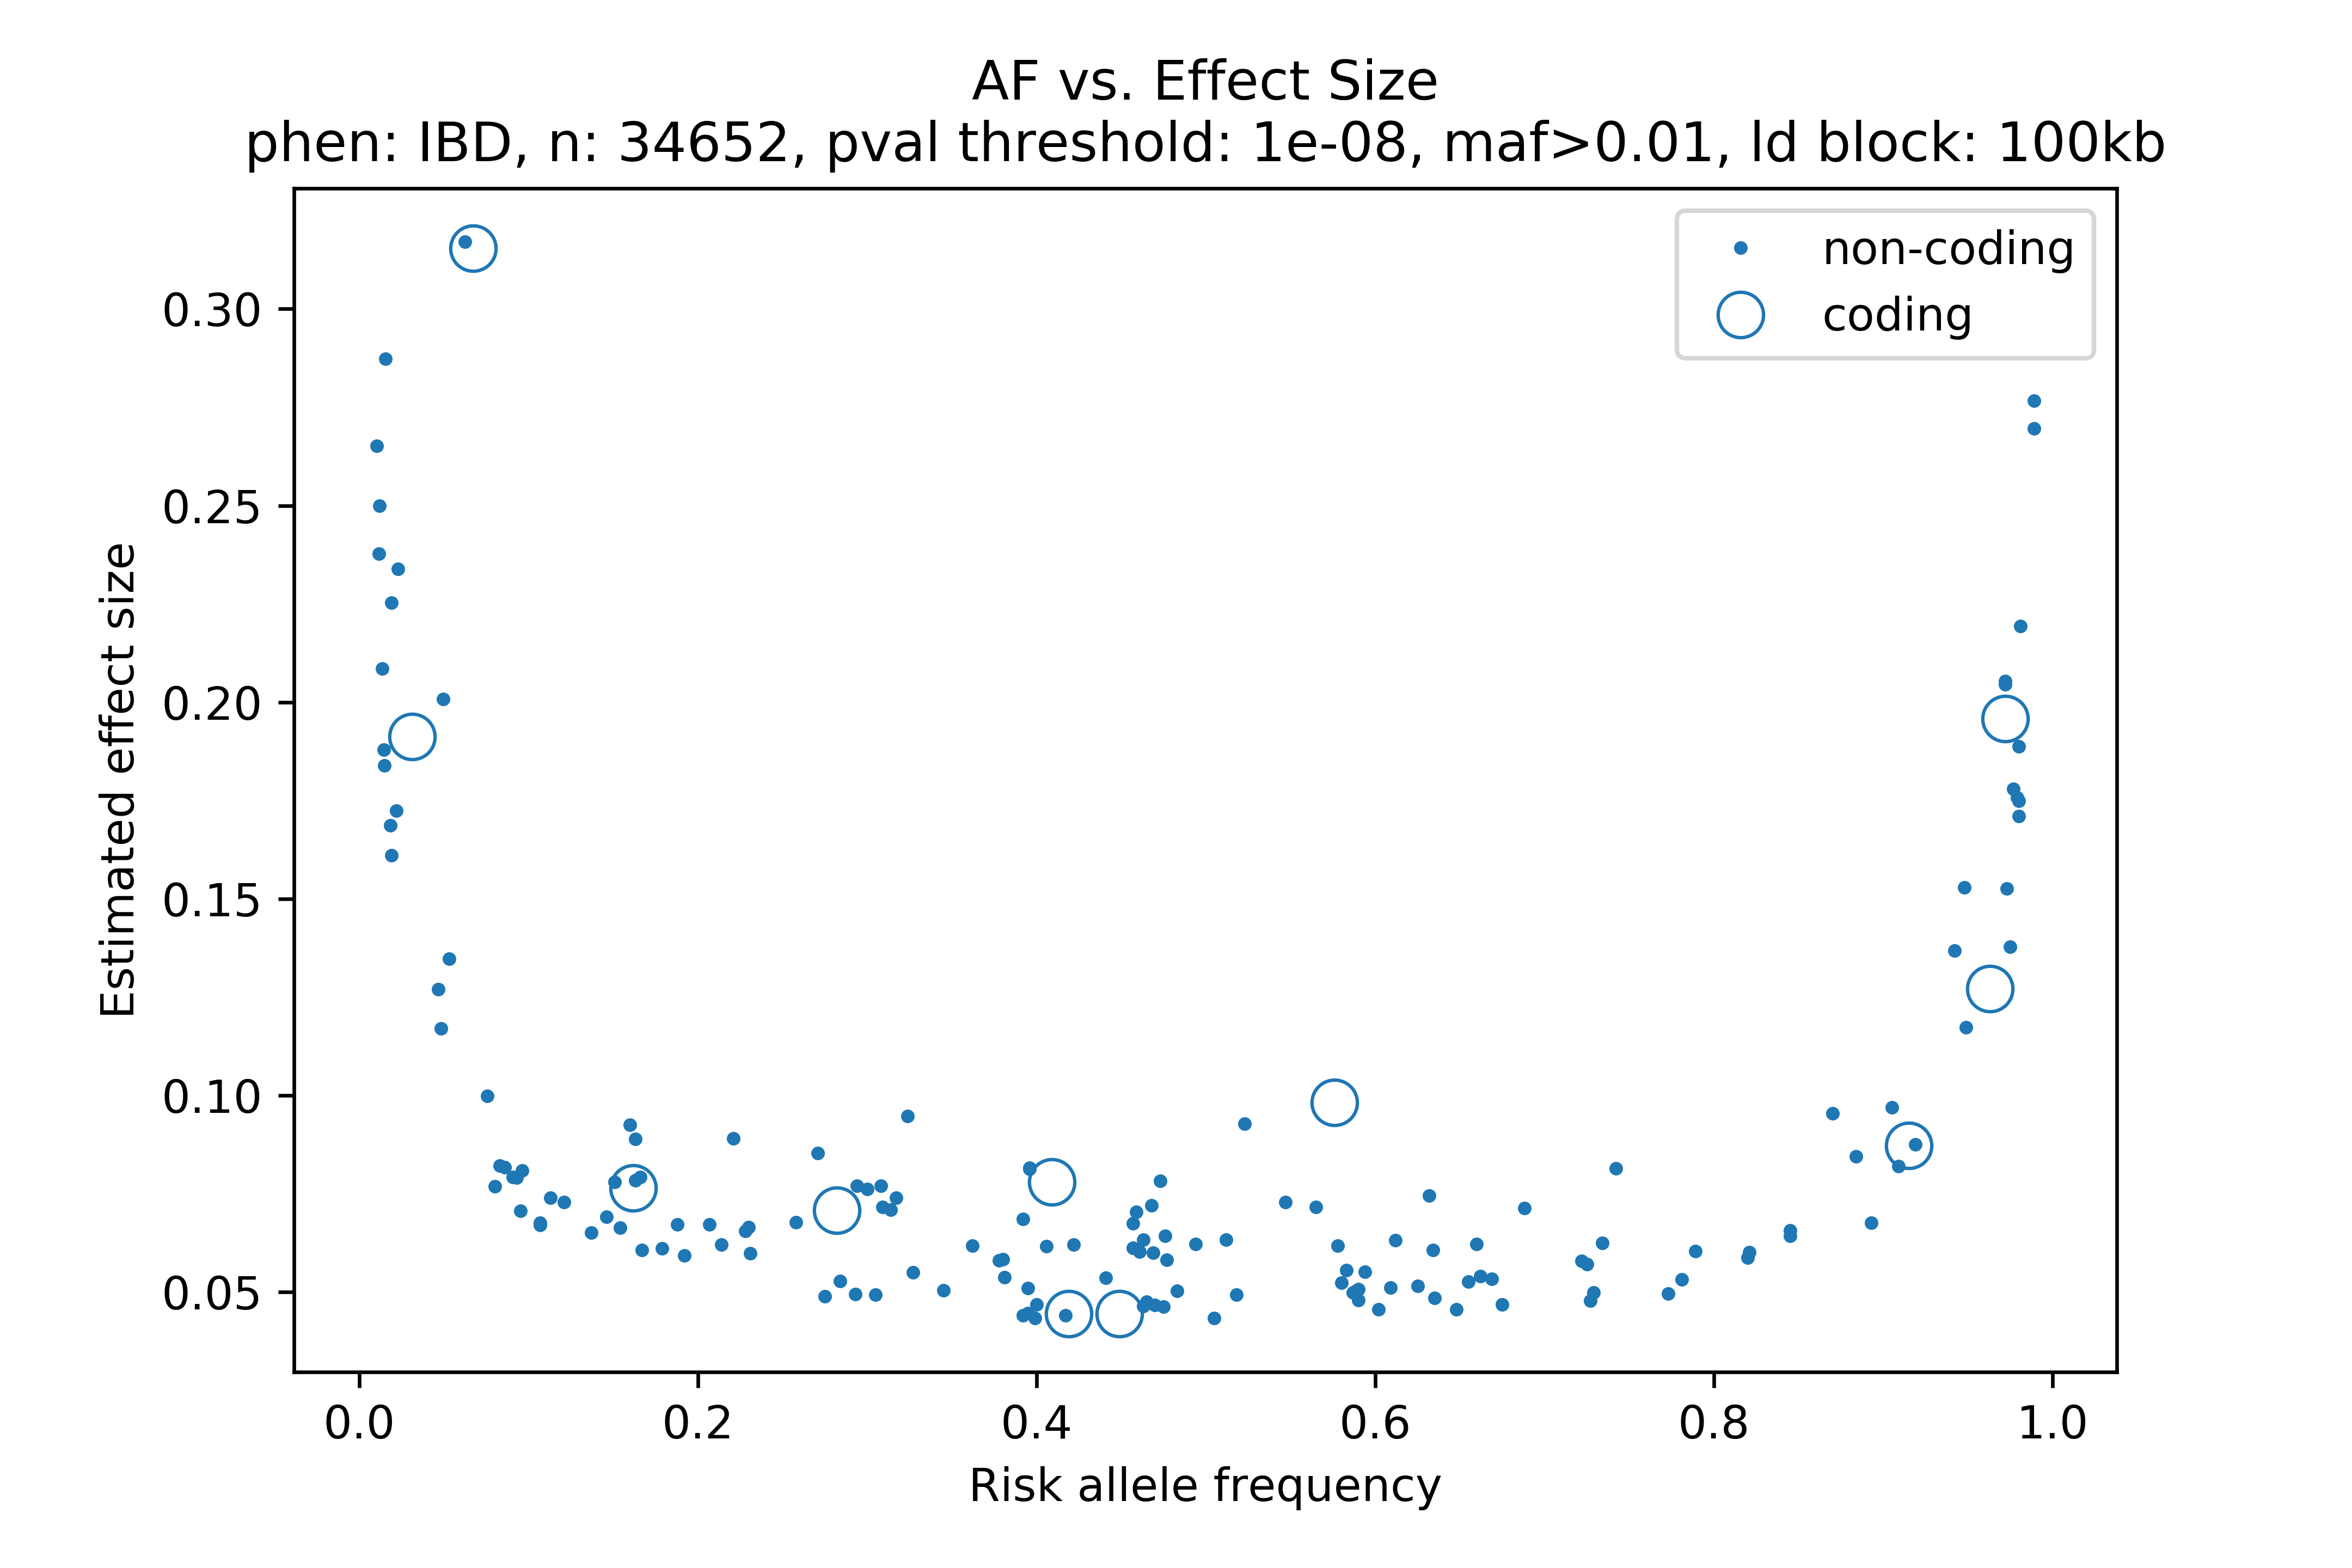 AF vs. Effect Size
phen: IBD, n: 34652, pval threshold: 1e-08, maf>0.01, ld block: 100kb
non-coding
coding
0.30
0.25
0.20
0.15
0.10
0.05
Estimated effect size
0.0 0.2 0.4 0.6 0.8 1.0
Risk allele frequency